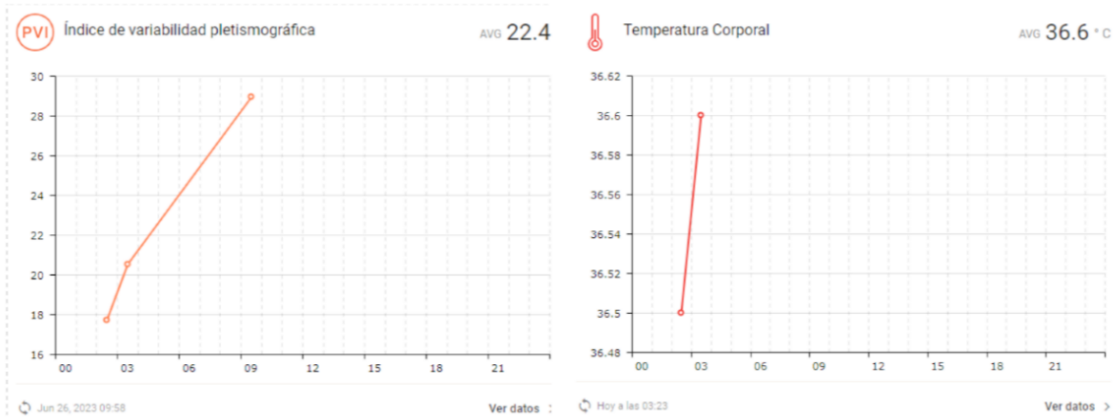 PVI Índice de variabilidad pletismográfica AVG 22.4
30
28
26
24
22
20
18
16
00 03 06 09 12 15 18 21
Jun 26, 2023 09:58 Ver datos
Temperatura Corporal AVG 36.6 ° C
36.62
36.6
36.58
36.56
36.54
36.52
36.5
36.48
00 03 06 09 12 15 18 21
Hoy a las 03:23 Ver datos >